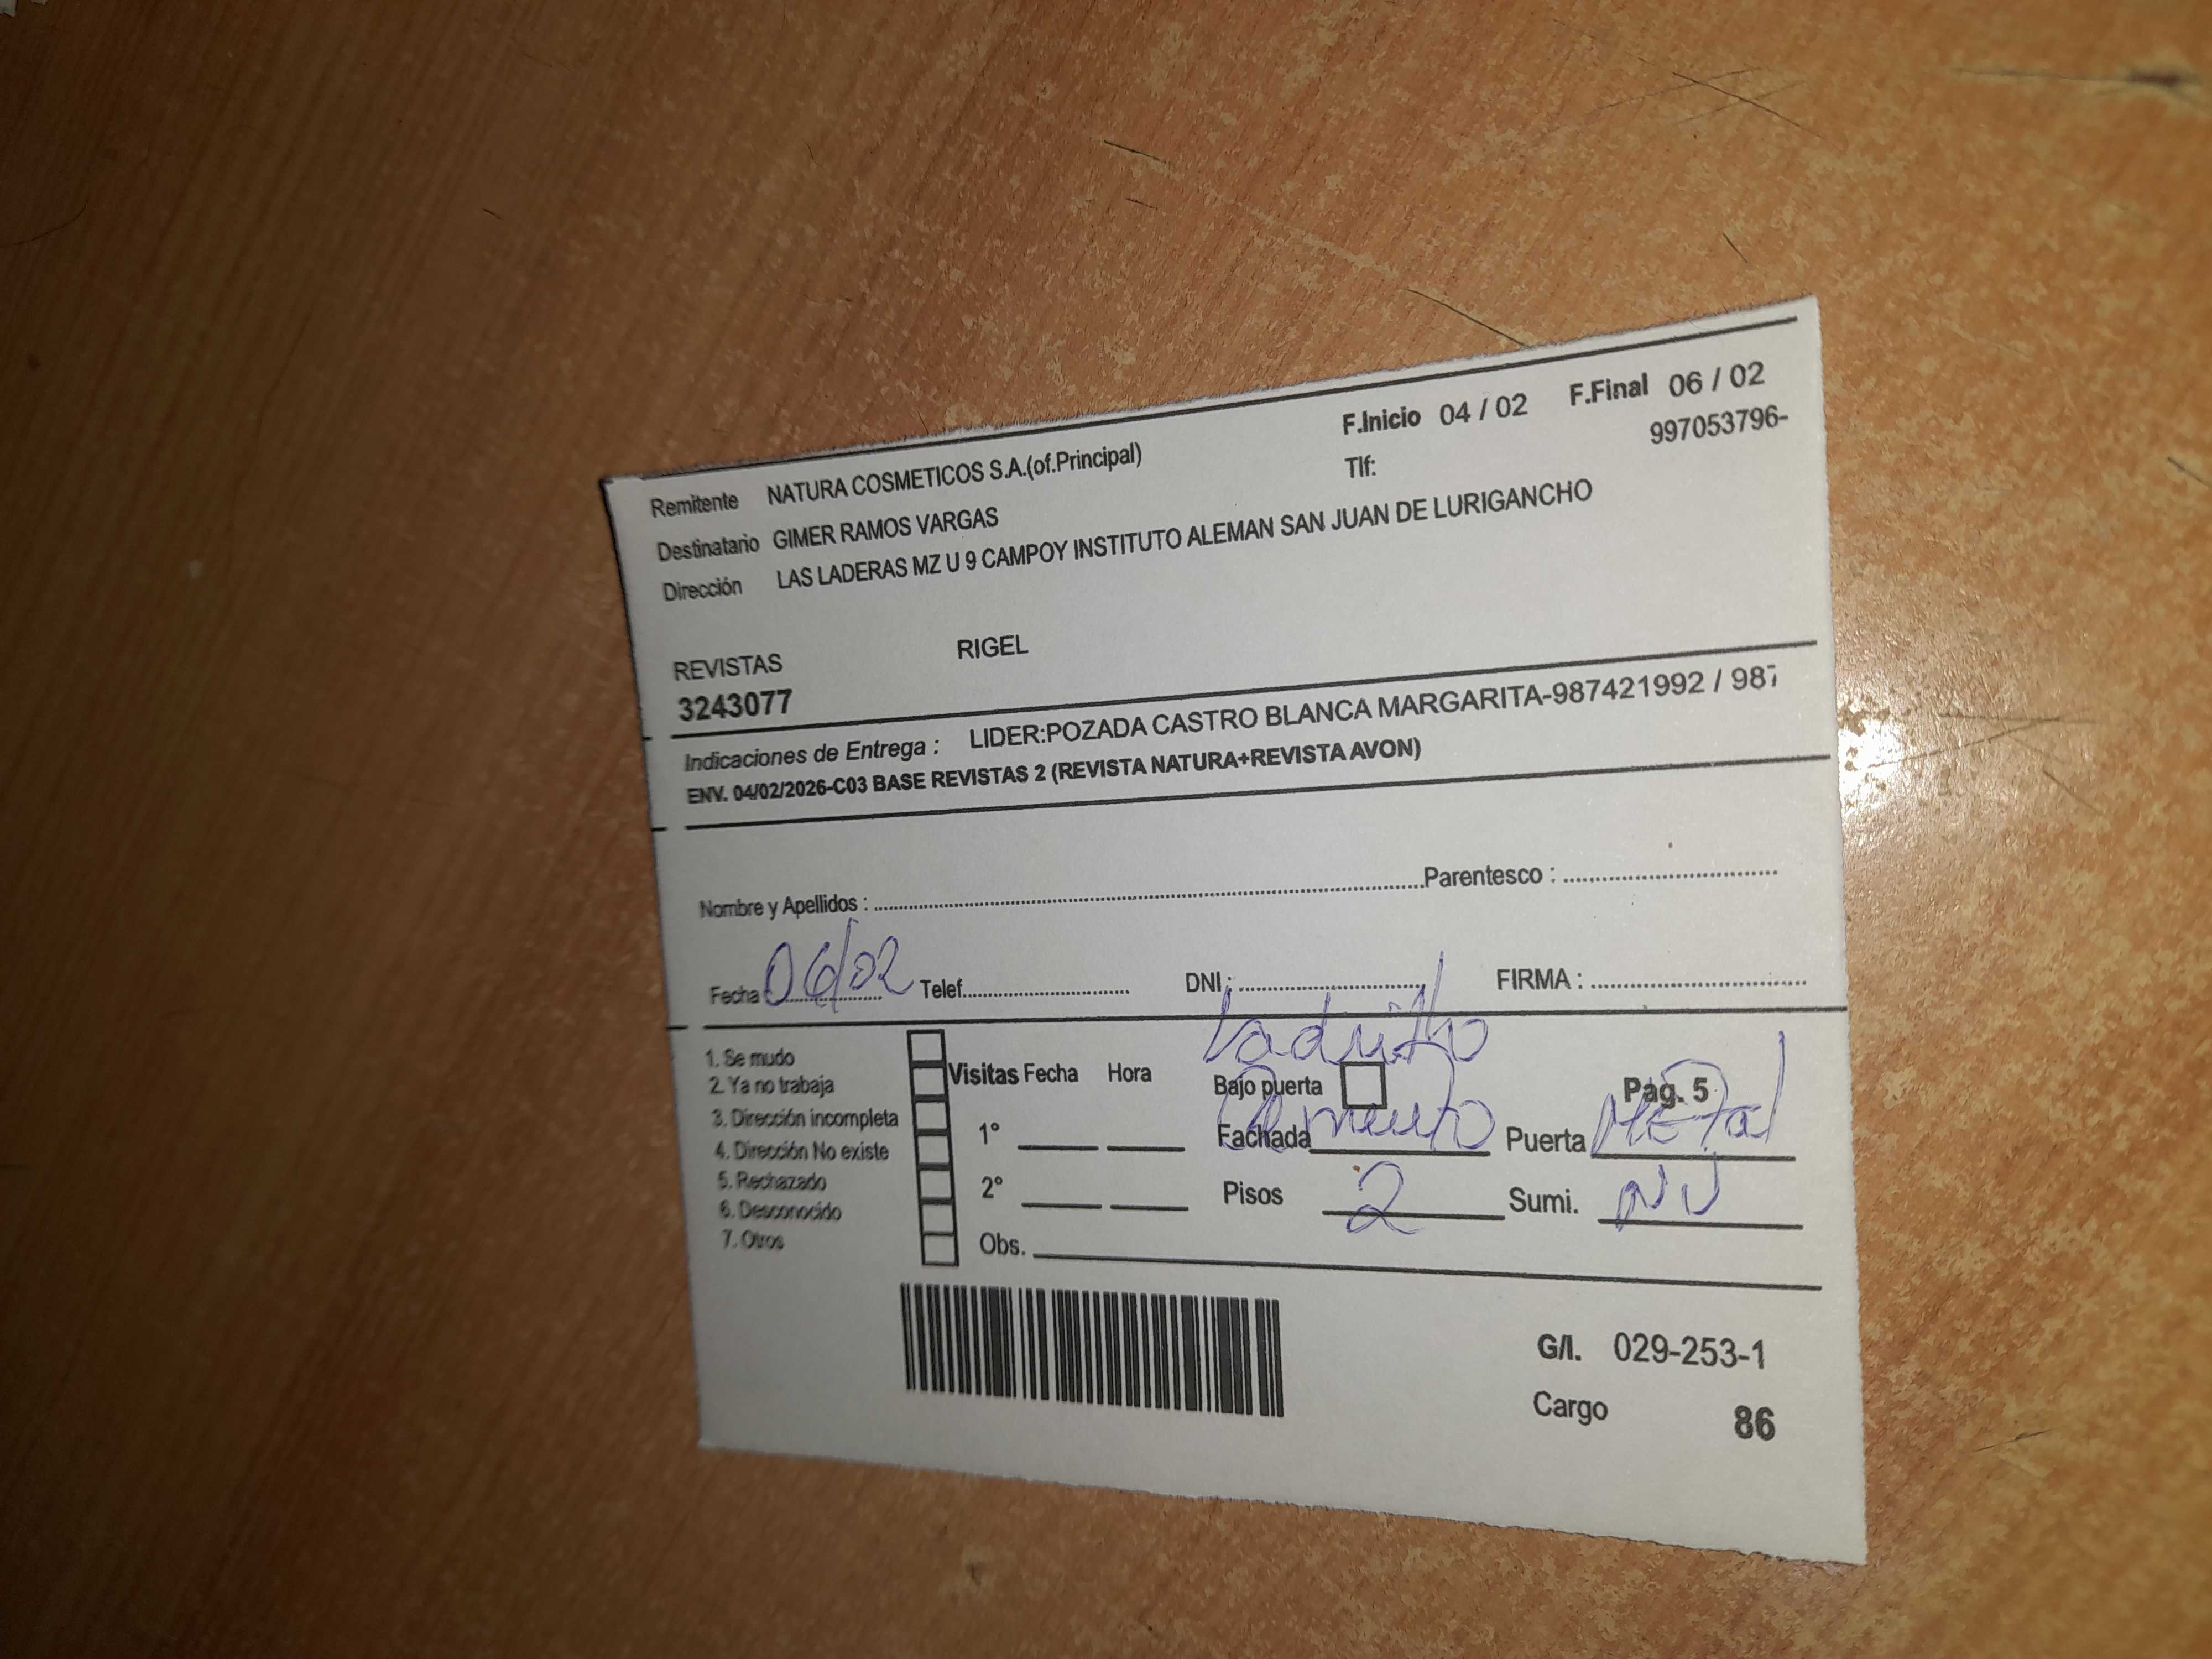 F.Inicio 04 / 02 F.Final 06 / 02
Remitente NATURA COSMETICOS S.A.(of.Principal) Tlf: 997053796-
Destinatario GIMER RAMOS VARGAS
Dirección LAS LADERAS MZ U 9 CAMPOY INSTITUTO ALEMAN SAN JUAN DE LURIGANCHO
REVISTAS RIGEL
3243077
Indicaciones de Entrega : LIDER:POZADA CASTRO BLANCA MARGARITA-987421992 / 987
ENV. 04/02/2026-C03 BASE REVISTAS 2 (REVISTA NATURA+REVISTA AVON)
Nombre y Apellidos : Parentesco :
Fecha : 06/02 Telef. DNI : FIRMA :
ladrillo
1. Se mudo
2. Ya no trabaja
3. Dirección incompleta
4. Dirección No existe
5. Rechazado
6. Desconocido
7. Otros
Visitas Fecha Hora
1°
2°
Obs.
Bajo puerta Pag. 5
Fachada Cemento Puerta Metal
Pisos 2 Sumi.
G/I. 029-253-1
Cargo 86